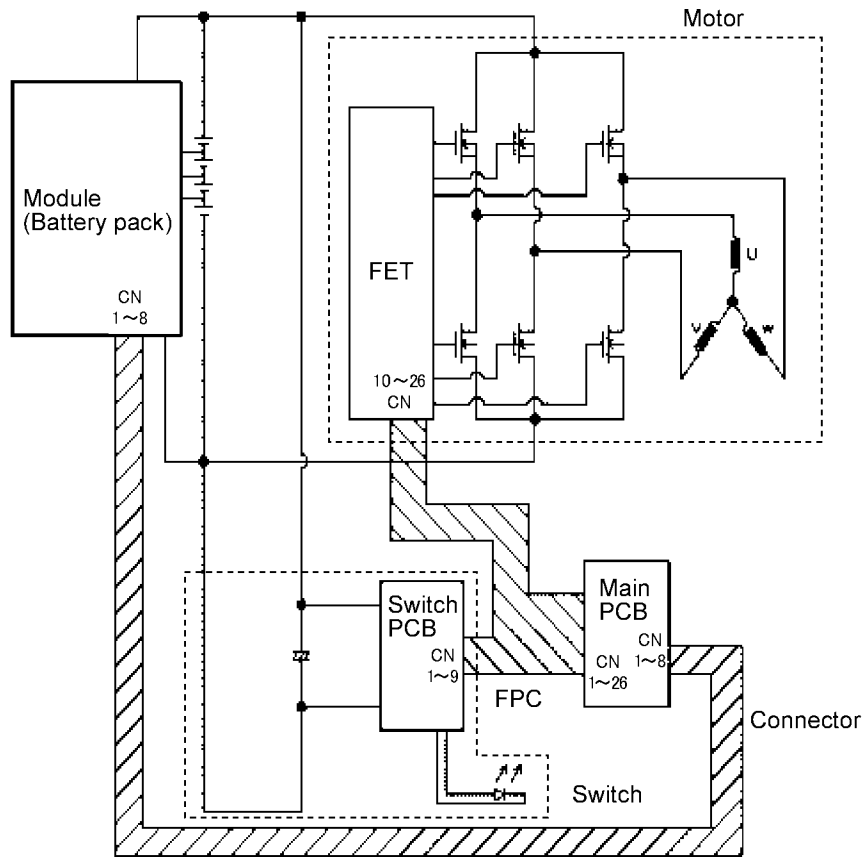 Motor
Module
(Battery pack)
CN
1～8
FET
10～26
CN
U
V
W
Switch
PCB
CN
1～9
Main
PCB
CN
1～8
CN
1～26
FPC
Connector
Switch